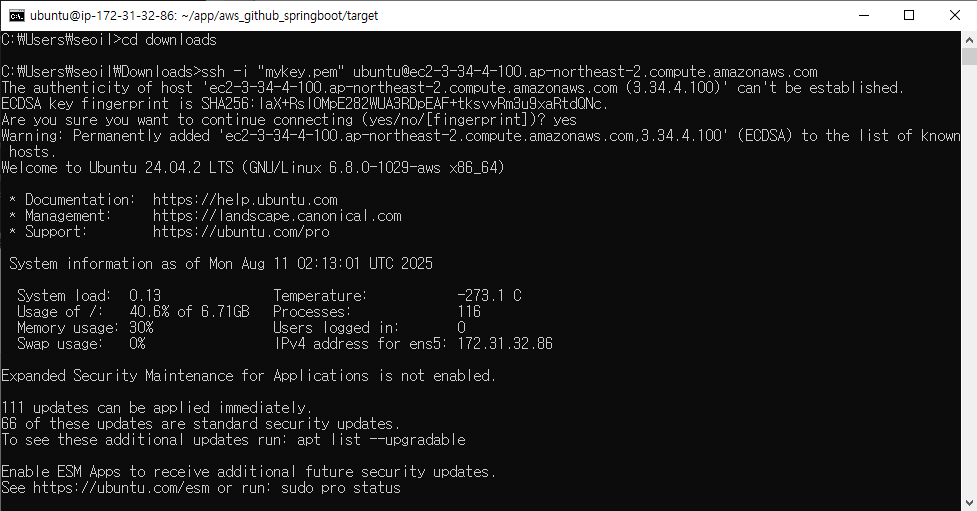 ubuntu@ip-172-31-32-86: ~/app/aws_github_springboot/target
C:\Users\seoil>cd downloads
C:\Users\seoil\Downloads>ssh -i "mykey.pem" ubuntu@ec2-3-34-4-100.ap-northeast-2.compute.amazonaws.com
The authenticity of host 'ec2-3-34-4-100.ap-northeast-2.compute.amazonaws.com (3.34.4.100)' can't be established.
ECDSA key fingerprint is SHA256:laX+RslOMpE282WUA3RDpEAF+tksvvRm3u9xaRtdQNc.
Are you sure you want to continue connecting (yes/no/[fingerprint])? yes
Warning: Permanently added 'ec2-3-34-4-100.ap-northeast-2.compute.amazonaws.com,3.34.4.100' (ECDSA) to the list of known
hosts.
Welcome to Ubuntu 24.04.2 LTS (GNU/Linux 6.8.0-1029-aws x86_64)
* Documentation:  https://help.ubuntu.com
* Management:     https://landscape.canonical.com
* Support:        https://ubuntu.com/pro
System information as of Mon Aug 11 02:13:01 UTC 2025
System load:  0.13               Temperature:           -273.1 C
Usage of /:   40.6% of 6.71GB   Processes:             116
Memory usage: 30%                Users logged in:       0
Swap usage:   0%                 IPv4 address for ens5: 172.31.32.86
Expanded Security Maintenance for Applications is not enabled.
111 updates can be applied immediately.
66 of these updates are standard security updates.
To see these additional updates run: apt list --upgradable
Enable ESM Apps to receive additional future security updates.
See https://ubuntu.com/esm or run: sudo pro status